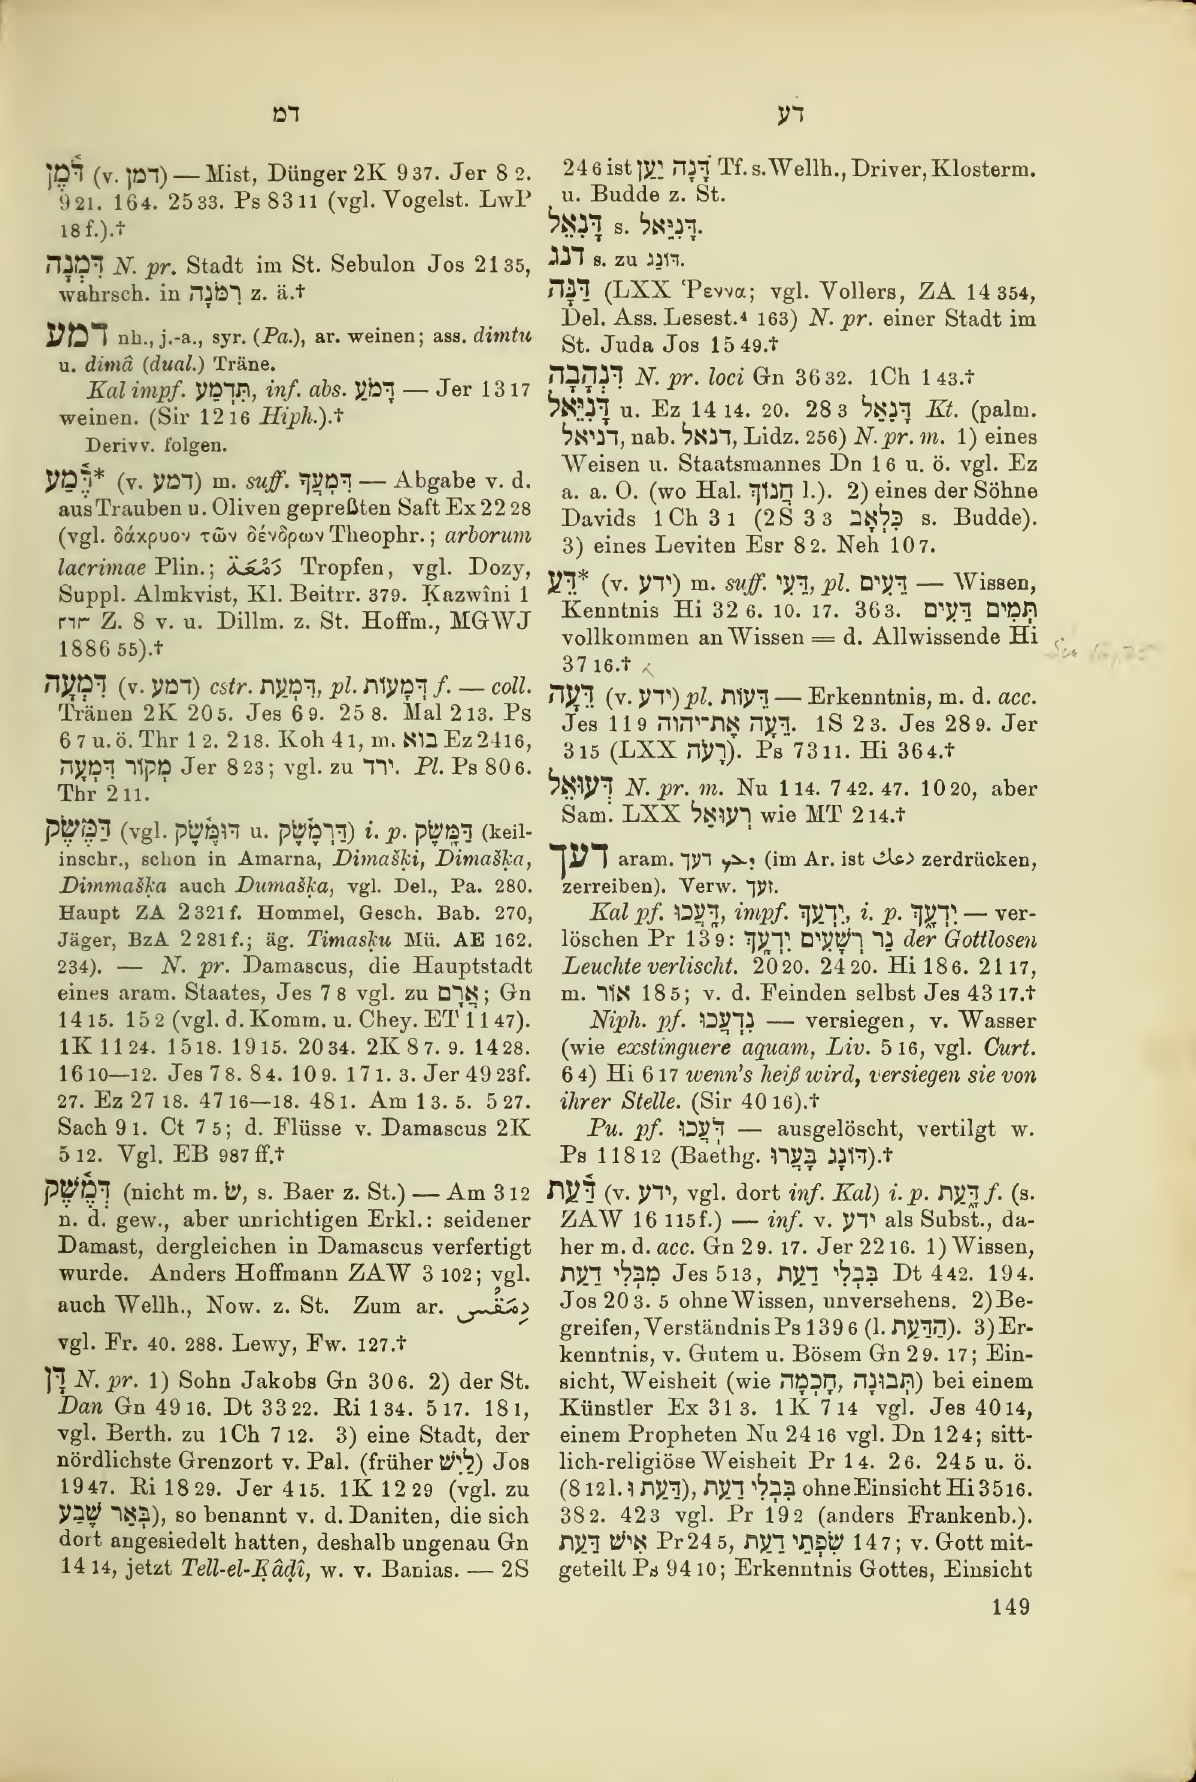 דמ
דע
דֹּמֶן (v. דמן) — Mist, Dünger 2K 9 37. Jer 8 2.
9 21. 16 4. 25 33. Ps 83 11 (vgl. Vogelst. LwP
18 f.).†
דִּמְנָה N. pr. Stadt im St. Sebulon Jos 21 35,
wahrsch. in רִמֹּנָה z. ä.†
דמע nh., j.-a., syr. (Pa.), ar. weinen; ass. dimtu
u. dimâ (dual.) Träne.
Kal impf. תִּדְמַע, inf. abs. דָּמֹעַ — Jer 13 17
weinen. (Sir 12 16 Hiph.).†
Derivv. folgen.
דֶּמַע* (v. דמע) m. suff. דִּמְעֲךָ — Abgabe v. d.
aus Trauben u. Oliven gepreßten Saft Ex 22 28
(vgl. δάκρυον τῶν δένδρων Theophr.; arborum
lacrimae Plin.; دَمْعَة Tropfen, vgl. Dozy,
Suppl. Almkvist, Kl. Beitrr. 379. Ḳazwînî 1
Z. 8 v. u. Dillm. z. St. Hoffm., MGWJ
1886 55).†
דִּמְעָה (v. דמע) cstr. דִּמְעַת, pl. דְּמָעוֹת f. — coll.
Tränen 2K 20 5. Jes 6 9. 25 8. Mal 2 13. Ps
6 7 u. ö. Thr 1 2. 2 18. Koh 4 1, m. בוא Ez 24 16,
מְקוֹר דִּמְעָה Jer 8 23; vgl. zu ירד. Pl. Ps 80 6.
Thr 2 11.
דַּמֶּשֶׂק (vgl. דּוּמֶּשֶׂק u. דַּרְמֶשֶׂק) i. p. דַּמָּשֶׂק (keil-
inschr., schon in Amarna, Dimašḳi, Dimašḳa,
Dimmašḳa auch Dumašḳa, vgl. Del., Pa. 280.
Haupt ZA 2 321 f. Hommel, Gesch. Bab. 270,
Jäger, BzA 2 281 f.; äg. Timasḳu Mü. AE 162.
234). — N. pr. Damascus, die Hauptstadt
eines aram. Staates, Jes 7 8 vgl. zu אֲרָם; Gn
14 15. 15 2 (vgl. d. Komm. u. Chey. ET 11 47).
1K 11 24. 15 18. 19 15. 20 34. 2K 8 7. 9. 14 28.
16 10—12. Jes 7 8. 8 4. 10 9. 17 1. 3. Jer 49 23f.
27. Ez 27 18. 47 16—18. 48 1. Am 1 3. 5. 5 27.
Sach 9 1. Ct 7 5; d. Flüsse v. Damascus 2K
5 12. Vgl. EB 987 ff.†
דְּמֶשֶׁק (nicht m. שׂ, s. Baer z. St.) — Am 3 12
n. d. gew., aber unrichtigen Erkl.: seidener
Damast, dergleichen in Damascus verfertigt
wurde. Anders Hoffmann ZAW 3 102; vgl.
auch Wellh., Now. z. St. Zum ar. دِمَقْس
vgl. Fr. 40. 288. Lewy, Fw. 127.†
דָּן N. pr. 1) Sohn Jakobs Gn 30 6. 2) der St.
Dan Gn 49 16. Dt 33 22. Ri 13 4. 5 17. 18 1,
vgl. Berth. zu 1Ch 7 12. 3) eine Stadt, der
nördlichste Grenzort v. Pal. (früher לַיִשׁ) Jos
19 47. Ri 18 29. Jer 4 15. 1K 12 29 (vgl. zu
בְּאֵר שֶׁבַע), so benannt v. d. Daniten, die sich
dort angesiedelt hatten, deshalb ungenau Gn
14 14, jetzt Tell-el-Ḳâḍî, w. v. Banias. — 2S
24 6 ist דָּנָה יַּעַן Tf. s. Wellh., Driver, Klosterm.
u. Budde z. St.
דָּנִאֵל s. דָּנִיֵּאל.
דנג s. zu דּוֹנַג.
דַּנָּה (LXX Ῥεννα; vgl. Vollers, ZA 14 354,
Del. Ass. Lesest.⁴ 163) N. pr. einer Stadt im
St. Juda Jos 15 49.†
דִּנְהָבָה N. pr. loci Gn 36 32. 1Ch 1 43.†
דָּנִיֵּאל u. Ez 14 14. 20. 28 3 דָּנִאֵל Kt. (palm.
דניאל, nab. דנאל, Lidz. 256) N. pr. m. 1) eines
Weisen u. Staatsmannes Dn 1 6 u. ö. vgl. Ez
a. a. O. (wo Hal. חֲנוֹךְ l.). 2) eines der Söhne
Davids 1Ch 3 1 (2S 3 3 כִּלְאָב s. Budde).
3) eines Leviten Esr 8 2. Neh 10 7.
דֵּעַ* (v. ידע) m. suff. דֵּעִי, pl. דֵּעִים — Wissen,
Kenntnis Hi 32 6. 10. 17. 36 3. תְּמִים דֵּעִים
vollkommen an Wissen = d. Allwissende Hi
37 16.†
דֵּעָה (v. ידע) pl. דֵּעוֹת — Erkenntnis, m. d. acc.
Jes 11 9 דֵּעָה אֶת־יהוה. 1S 2 3. Jes 28 9. Jer
3 15 (LXX רָעֹה). Ps 73 11. Hi 36 4.†
דְּעוּאֵל N. pr. m. Nu 1 14. 7 42. 47. 10 20, aber
Sam. LXX רְעוּאֵל wie MT 2 14.†
דעך aram. דעך ܕܥܟ (im Ar. ist دعك zerdrücken,
zerreiben). Verw. זעך.
Kal pf. דָּעֲכוּ, impf. יִדְעַךְ, i. p. יִדְעָךְ — ver-
löschen Pr 13 9: נֵר רְשָׁעִים יִדְעָךְ der Gottlosen
Leuchte verlischt. 20 20. 24 20. Hi 18 6. 21 17,
m. אוֹר 18 5; v. d. Feinden selbst Jes 43 17.†
Niph. pf. נִדְעֲכוּ — versiegen, v. Wasser
(wie exstinguere aquam, Liv. 5 16, vgl. Curt.
6 4) Hi 6 17 wenn's heiß wird, versiegen sie von
ihrer Stelle. (Sir 40 16).†
Pu. pf. דֹּעֲכוּ — ausgelöscht, vertilgt w.
Ps 118 12 (Baethg. דּוֹנַג בָּעֲרוּ).†
דַּעַת (v. ידע, vgl. dort inf. Kal) i. p. דָּעַת f. (s.
ZAW 16 115f.) — inf. v. ידע als Subst., da-
her m. d. acc. Gn 2 9. 17. Jer 22 16. 1) Wissen,
מִבְּלִי דַעַת Jes 5 13, בִּבְלִי דַעַת Dt 4 42. 19 4.
Jos 20 3. 5 ohne Wissen, unversehens. 2) Be-
greifen, Verständnis Ps 139 6 (l. הַדַּעַת). 3) Er-
kenntnis, v. Gutem u. Bösem Gn 2 9. 17; Ein-
sicht, Weisheit (wie חָכְמָה, תְּבוּנָה) bei einem
Künstler Ex 31 3. 1K 7 14 vgl. Jes 40 14,
einem Propheten Nu 24 16 vgl. Dn 12 4; sitt-
lich-religiöse Weisheit Pr 1 4. 2 6. 24 5 u. ö.
(8 12 l. דַּעַת וּ), בִּבְלִי דַעַת ohne Einsicht Hi 35 16.
38 2. 42 3 vgl. Pr 19 2 (anders Frankenb.).
אִישׁ דַּעַת Pr 24 5, שִׂפְתֵי דַעַת 14 7; v. Gott mit-
geteilt Ps 94 10; Erkenntnis Gottes, Einsicht
149